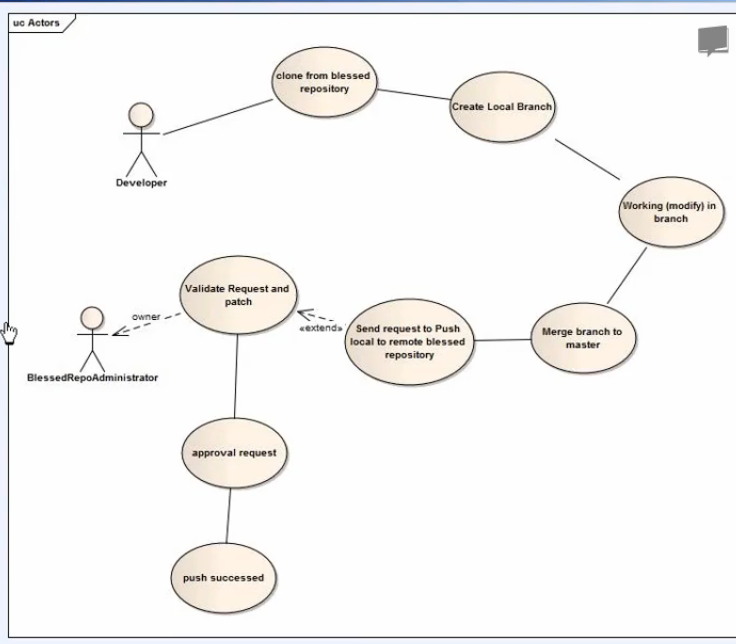 uc Actors
clone from blessed
repository
Create Local Branch
Developer
Working (modify) in
branch
Validate Request and
patch
owner
«extend»
Send request to Push
local to remote blessed
repository
Merge branch to
master
BlessedRepoAdministrator
approval request
push successed